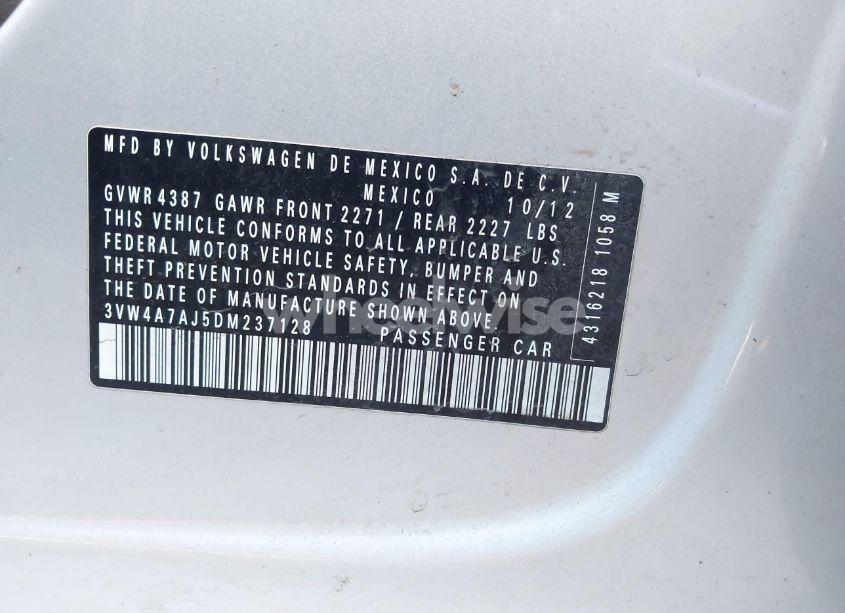 MFD BY VOLKSWAGEN DE MEXICO S.A. DE C.V.
MEXICO 10/12
GVWR 4387 GAWR FRONT 2271 / REAR 2227 LBS
THIS VEHICLE CONFORMS TO ALL APPLICABLE U.S.
FEDERAL MOTOR VEHICLE SAFETY, BUMPER AND
THEFT PREVENTION STANDARDS IN EFFECT ON
THE DATE OF MANUFACTURE SHOWN ABOVE.
3VW4A7AJ5DM237128 PASSENGER CAR
4316218 1058 M
wheelwise